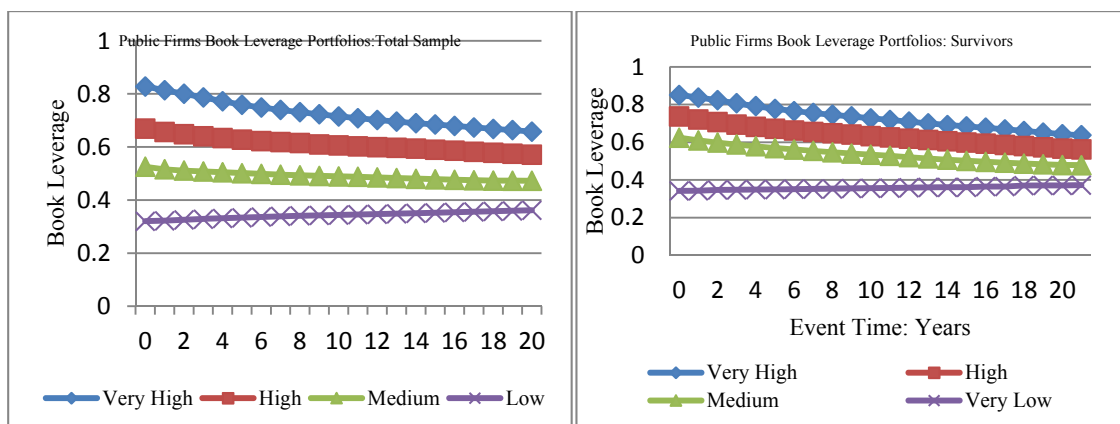 Public Firms Book Leverage Portfolios:Total Sample
1
0.8
0.6
0.4
0.2
0
Book Leverage
0 2 4 6 8 10 12 14 16 18 20
Very High High Medium Low
Public Firms Book Leverage Portfolios: Survivors
1
0.8
0.6
0.4
0.2
0
Book Leverage
0 2 4 6 8 10 12 14 16 18 20
Event Time: Years
Very High High
Medium Very Low